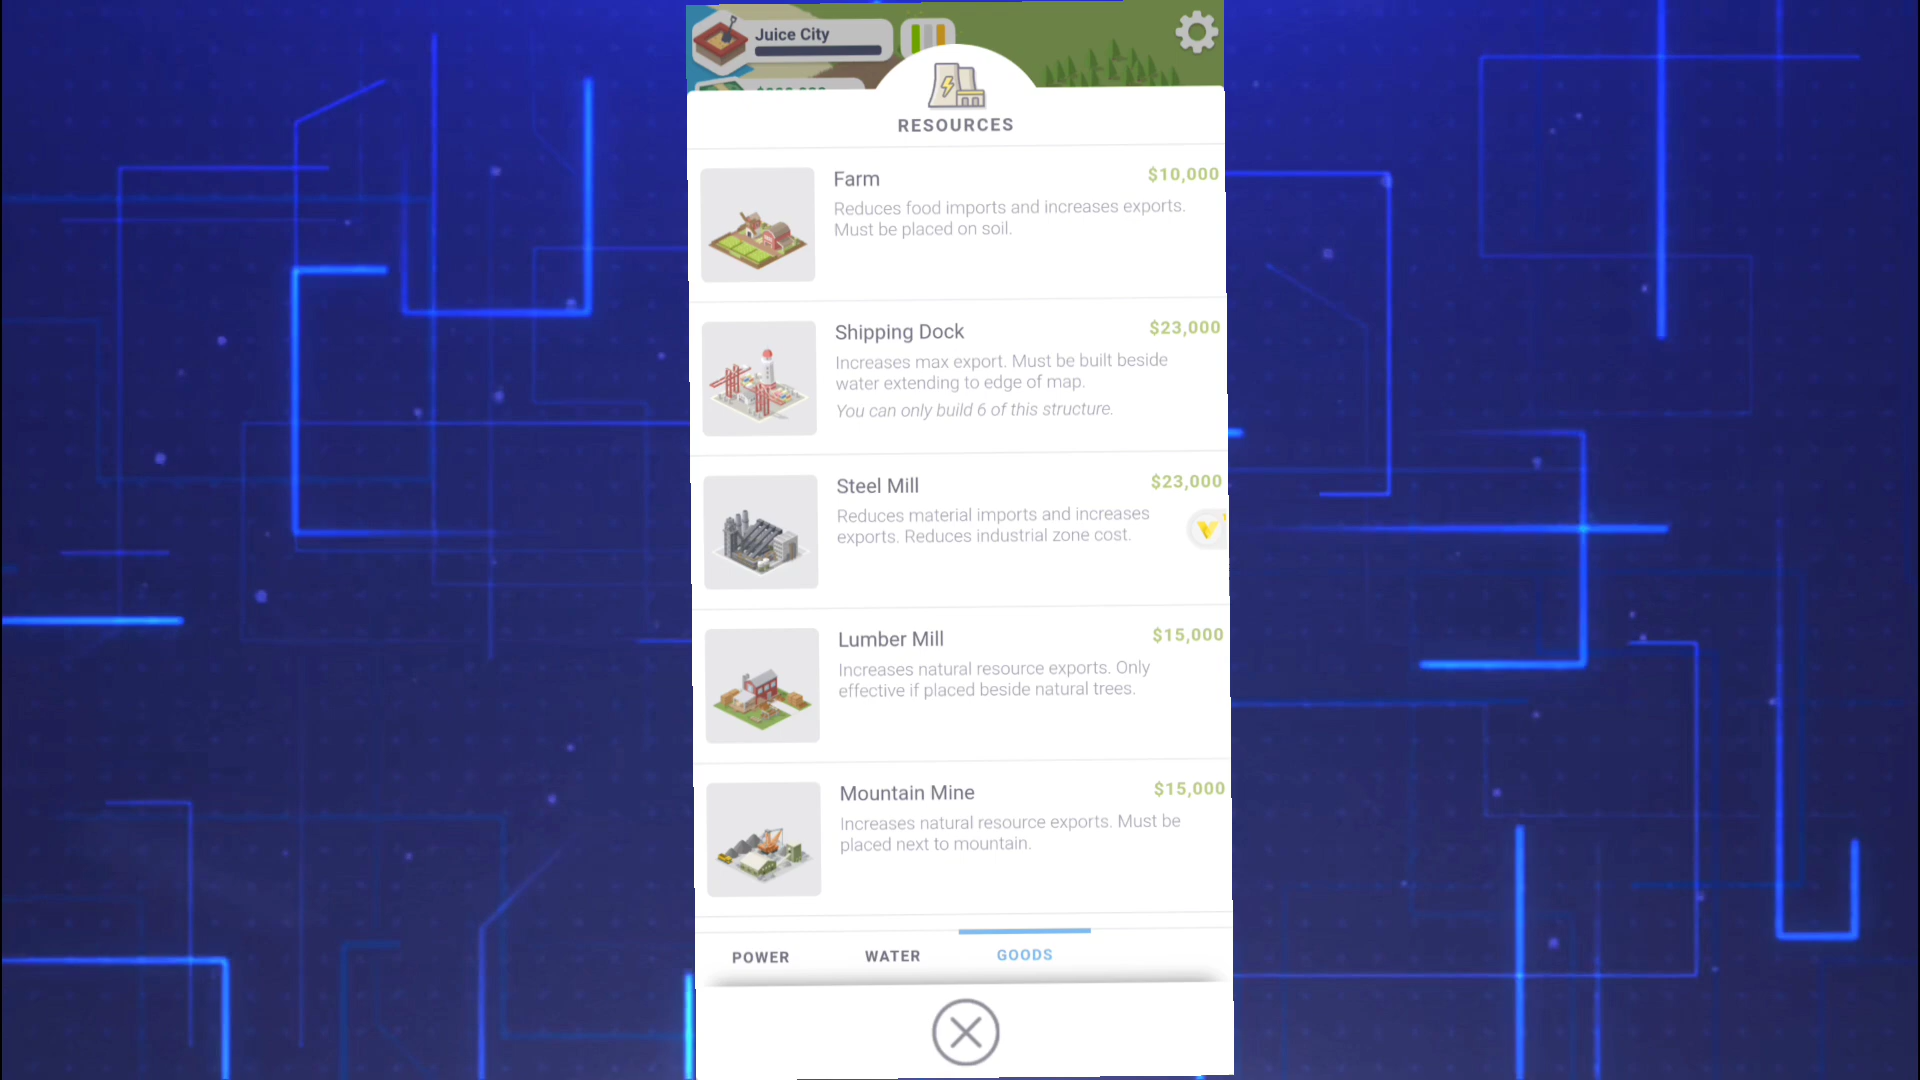 Juice City
RESOURCES
Farm
$10,000
Reduces food imports and increases exports.
Must be placed on soil.
Shipping Dock
$23,000
Increases max export. Must be built beside
water extending to edge of map.
You can only build 6 of this structure.
Steel Mill
$23,000
Reduces material imports and increases
exports. Reduces industrial zone cost.
Lumber Mill
$15,000
Increases natural resource exports. Only
effective if placed beside natural trees.
Mountain Mine
$15,000
Increases natural resource exports. Must be
placed next to mountain.
POWER
WATER
GOODS